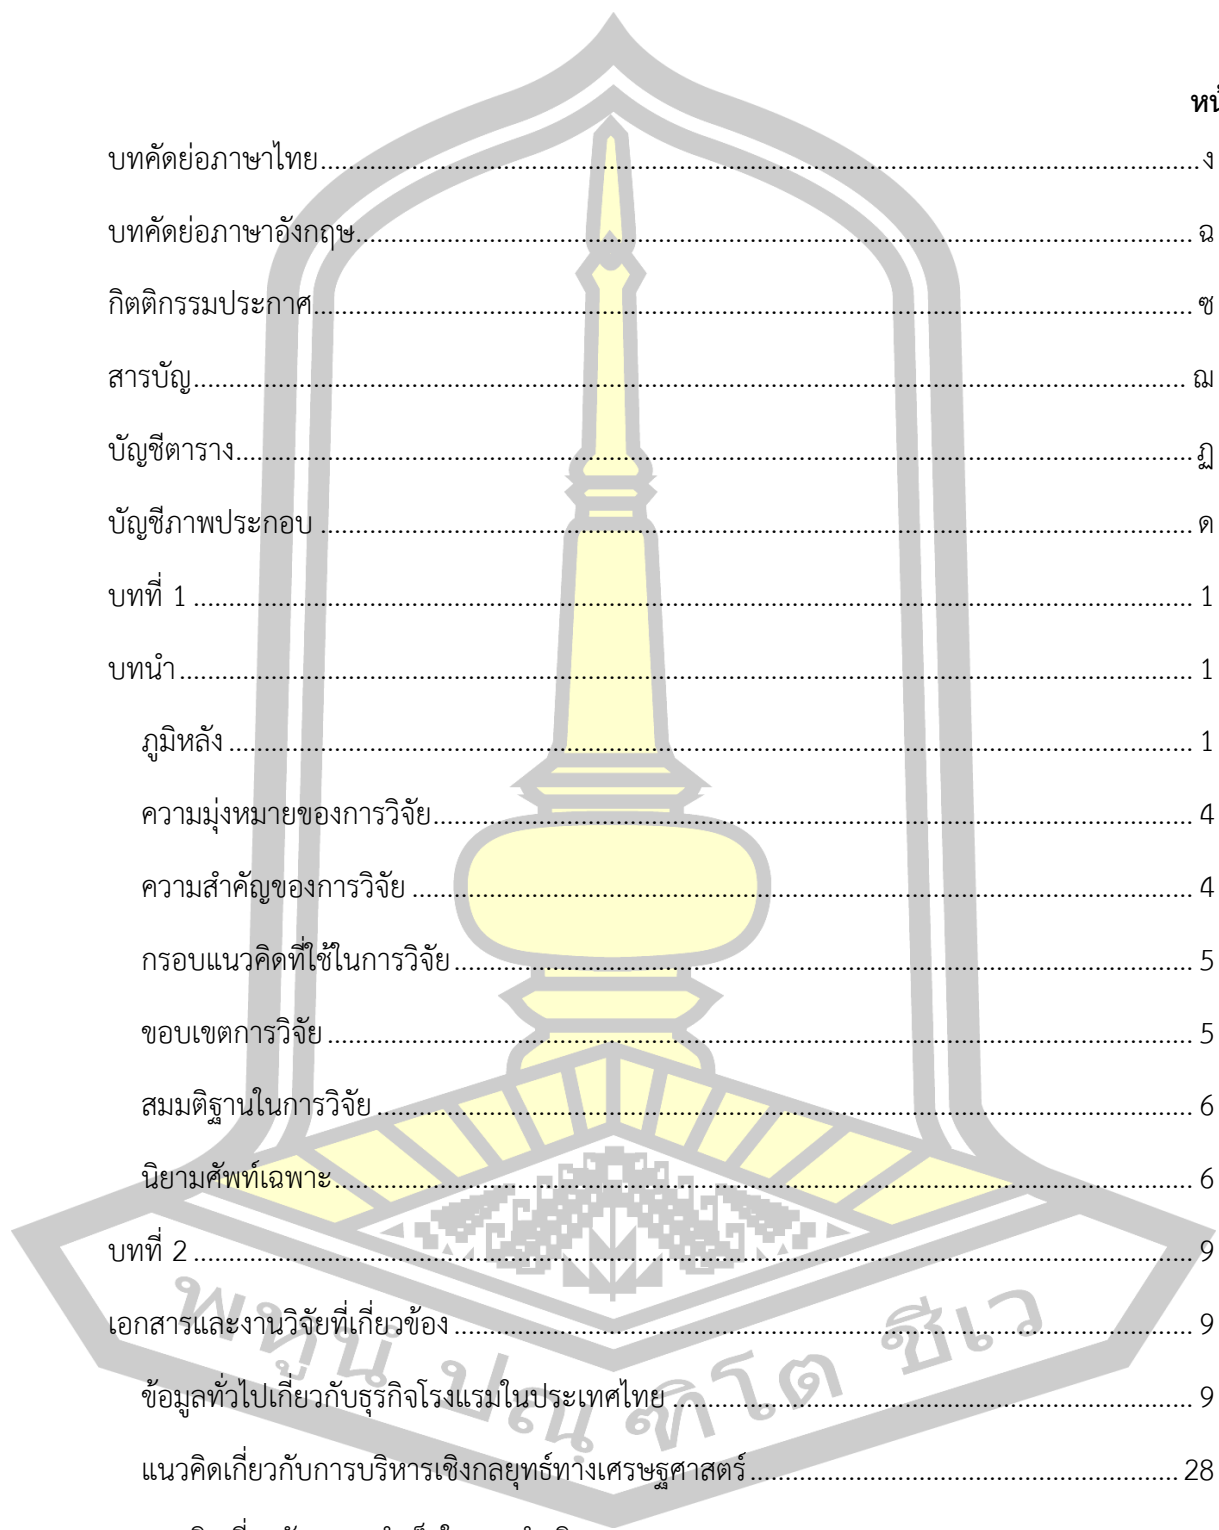 บทคัดย่อภาษาไทย............ ง
บทคัดย่อภาษาอังกฤษ............ ฉ
กิตติกรรมประกาศ............ ซ
สารบัญ............ ฌ
บัญชีตาราง............ ฏ
บัญชีภาพประกอบ ............ ด
บทที่ 1 ............ 1
บทนำ............ 1
ภูมิหลัง ............ 1
ความมุ่งหมายของการวิจัย............ 4
ความสำคัญของการวิจัย ............ 4
กรอบแนวคิดที่ใช้ในการวิจัย............ 5
ขอบเขตการวิจัย ............ 5
สมมติฐานในการวิจัย............ 6
นิยามศัพท์เฉพาะ............ 6
บทที่ 2 ............ 9
เอกสารและงานวิจัยที่เกี่ยวข้อง ............ 9
ข้อมูลทั่วไปเกี่ยวกับธุรกิจโรงแรมในประเทศไทย ............ 9
แนวคิดเกี่ยวกับการบริหารเชิงกลยุทธ์ทางเศรษฐศาสตร์............ 28
พหูนํ ปณฺฑิโต ชีเว